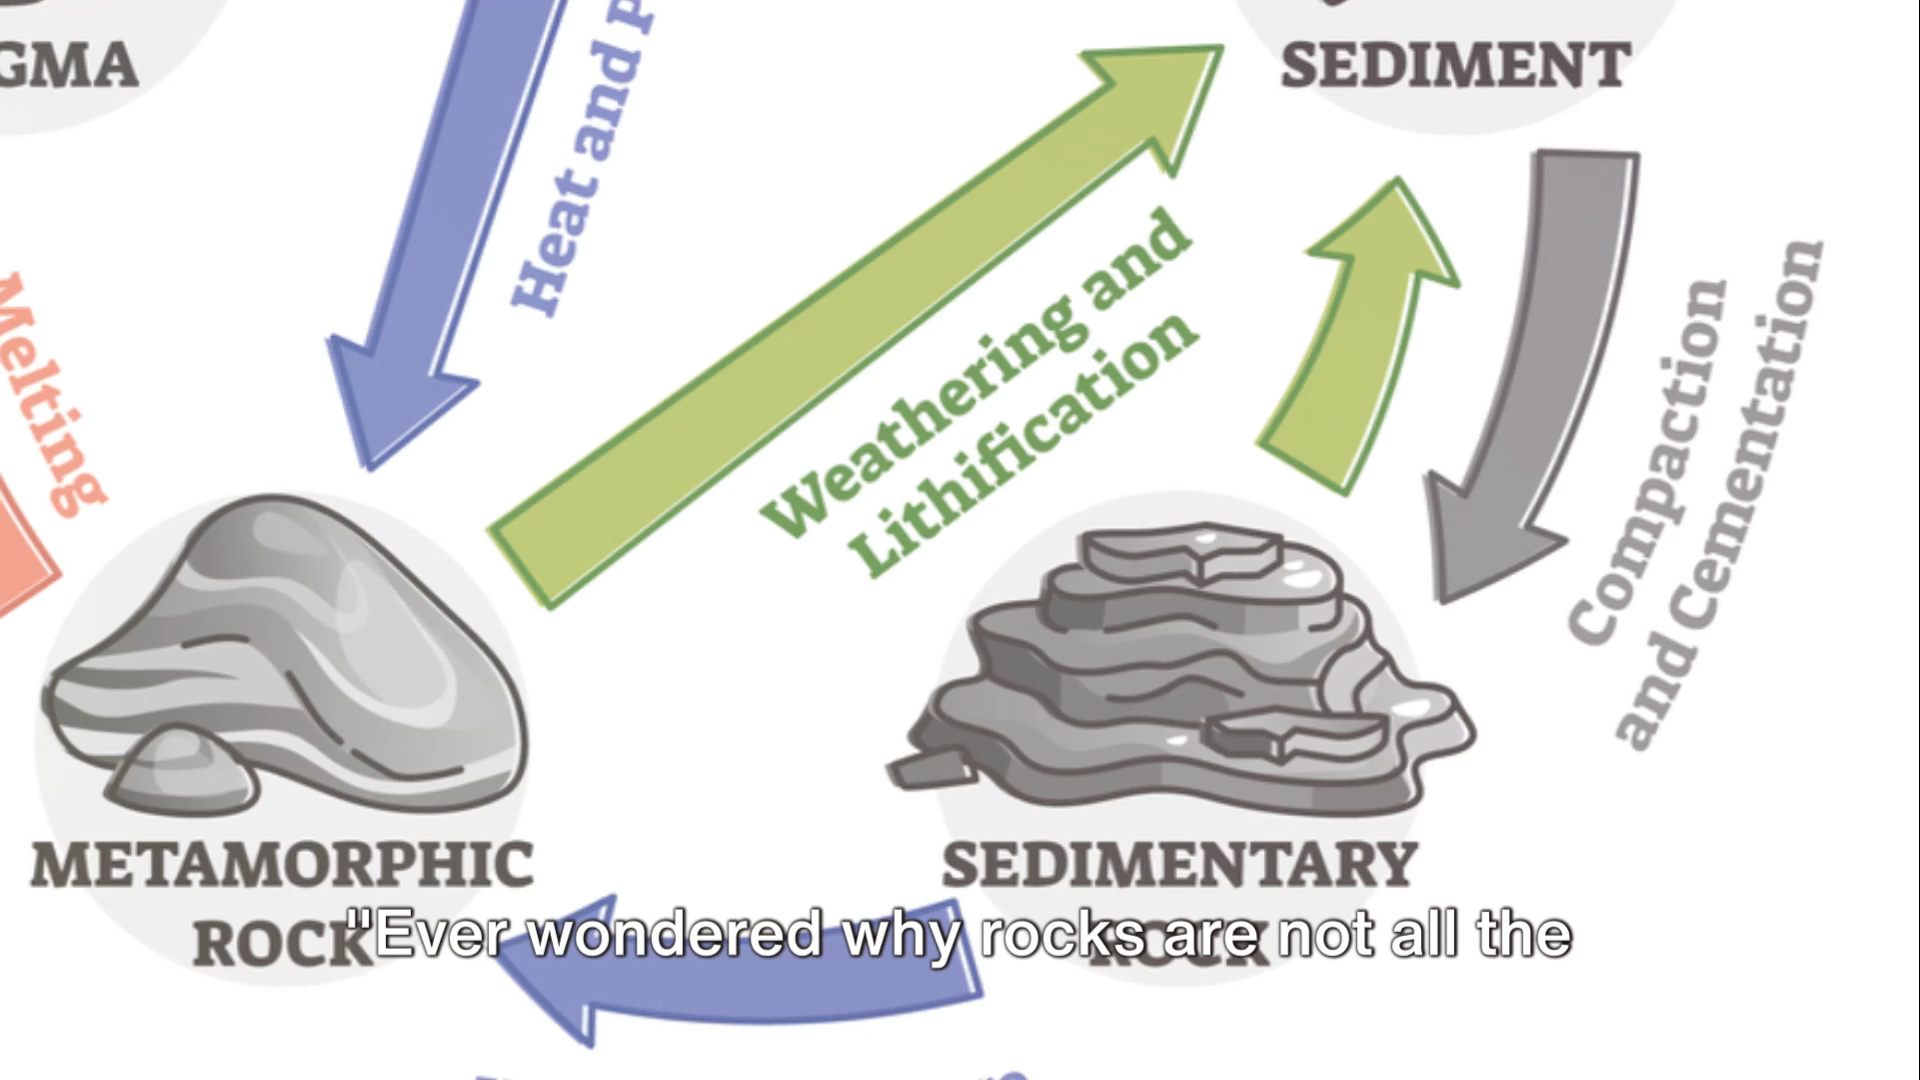 GMA
SEDIMENT
Heat and P
Melting
Weathering and
Lithification
Compaction
and Cementation
METAMORPHIC
ROCK
SEDIMENTARY
ROCK
"Ever wondered why rocks are not all the